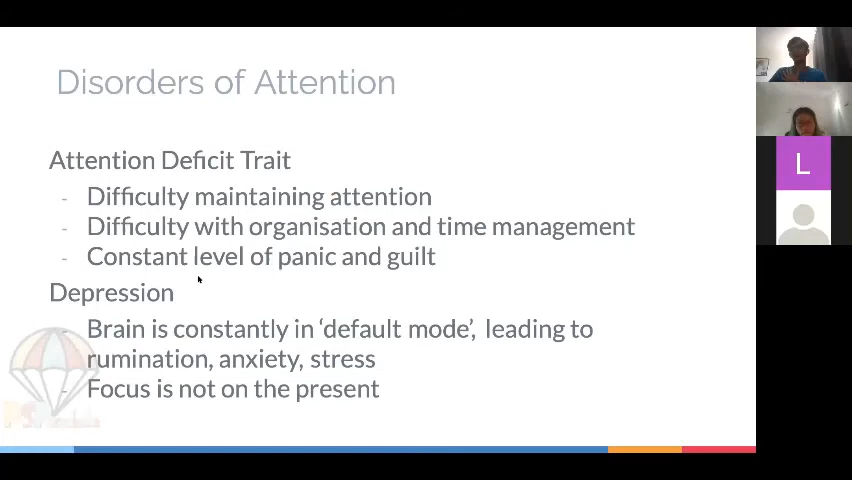 Disorders of Attention
Attention Deficit Trait
- Difficulty maintaining attention
- Difficulty with organisation and time management
- Constant level of panic and guilt
Depression
- Brain is constantly in ‘default mode’, leading to
rumination, anxiety, stress
- Focus is not on the present
L